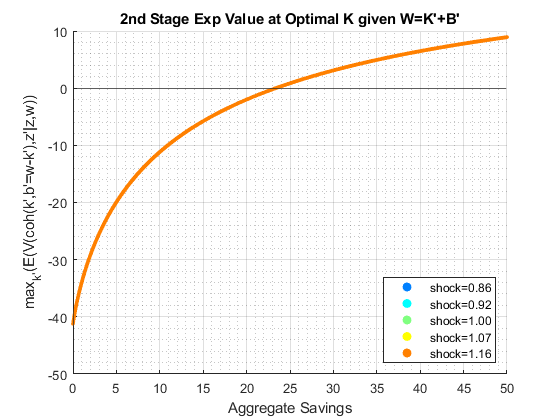 2nd Stage Exp Value at Optimal K given W=K'+B'
max_k'(E(V(coh(k',b'=w-k'),z'|z,w))
10
0
-10
-20
-30
-40
-50
shock=0.86
shock=0.92
shock=1.00
shock=1.07
shock=1.16
0 5 10 15 20 25 30 35 40 45 50
Aggregate Savings